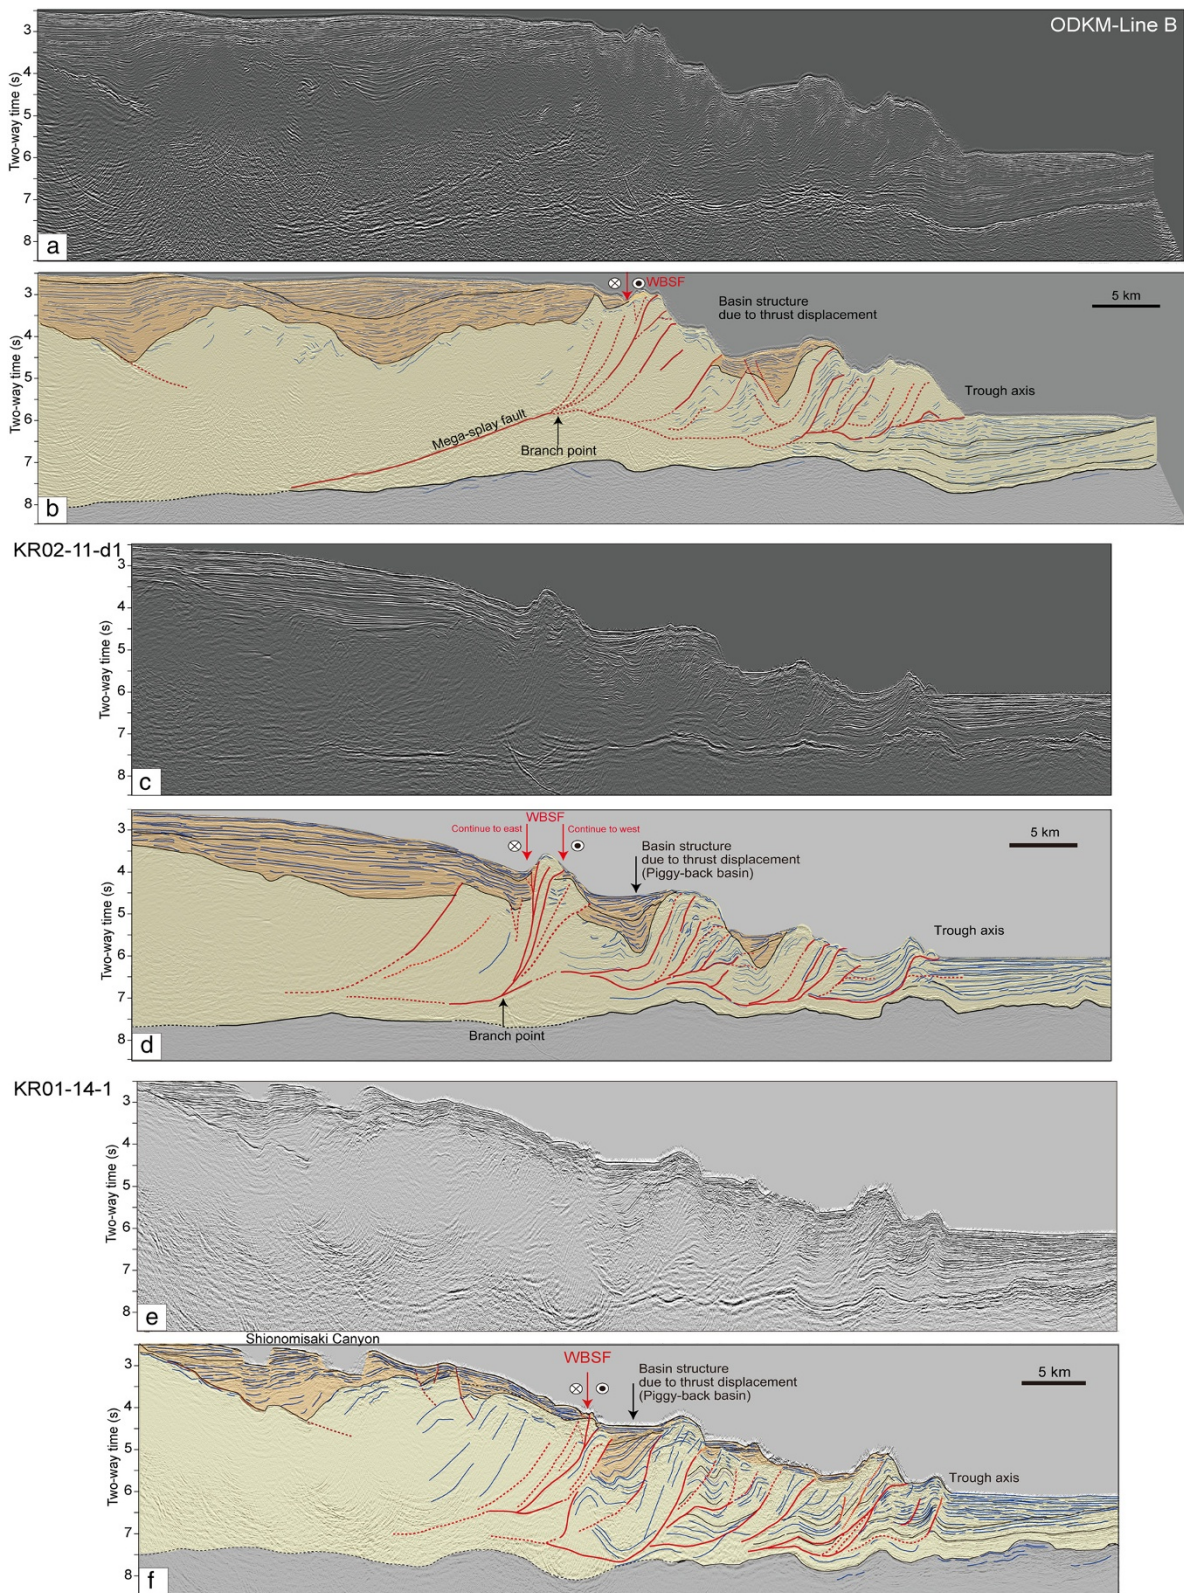 ODKM-Line B
Two-way time (s)
3
4
5
6
7
8
a
WBSF
Basin structure
due to thrust displacement
5 km
Trough axis
Mega-splay fault
Branch point
Two-way time (s)
3
4
5
6
7
8
b
KR02-11-d1
Two-way time (s)
3
4
5
6
7
8
c
WBSF
Continue to east
Continue to west
Basin structure
due to thrust displacement
(Piggy-back basin)
5 km
Trough axis
Branch point
Two-way time (s)
3
4
5
6
7
8
d
KR01-14-1
Two-way time (s)
3
4
5
6
7
8
e
Shionomisaki Canyon
WBSF
Basin structure
due to thrust displacement
(Piggy-back basin)
5 km
Trough axis
Two-way time (s)
3
4
5
6
7
8
f